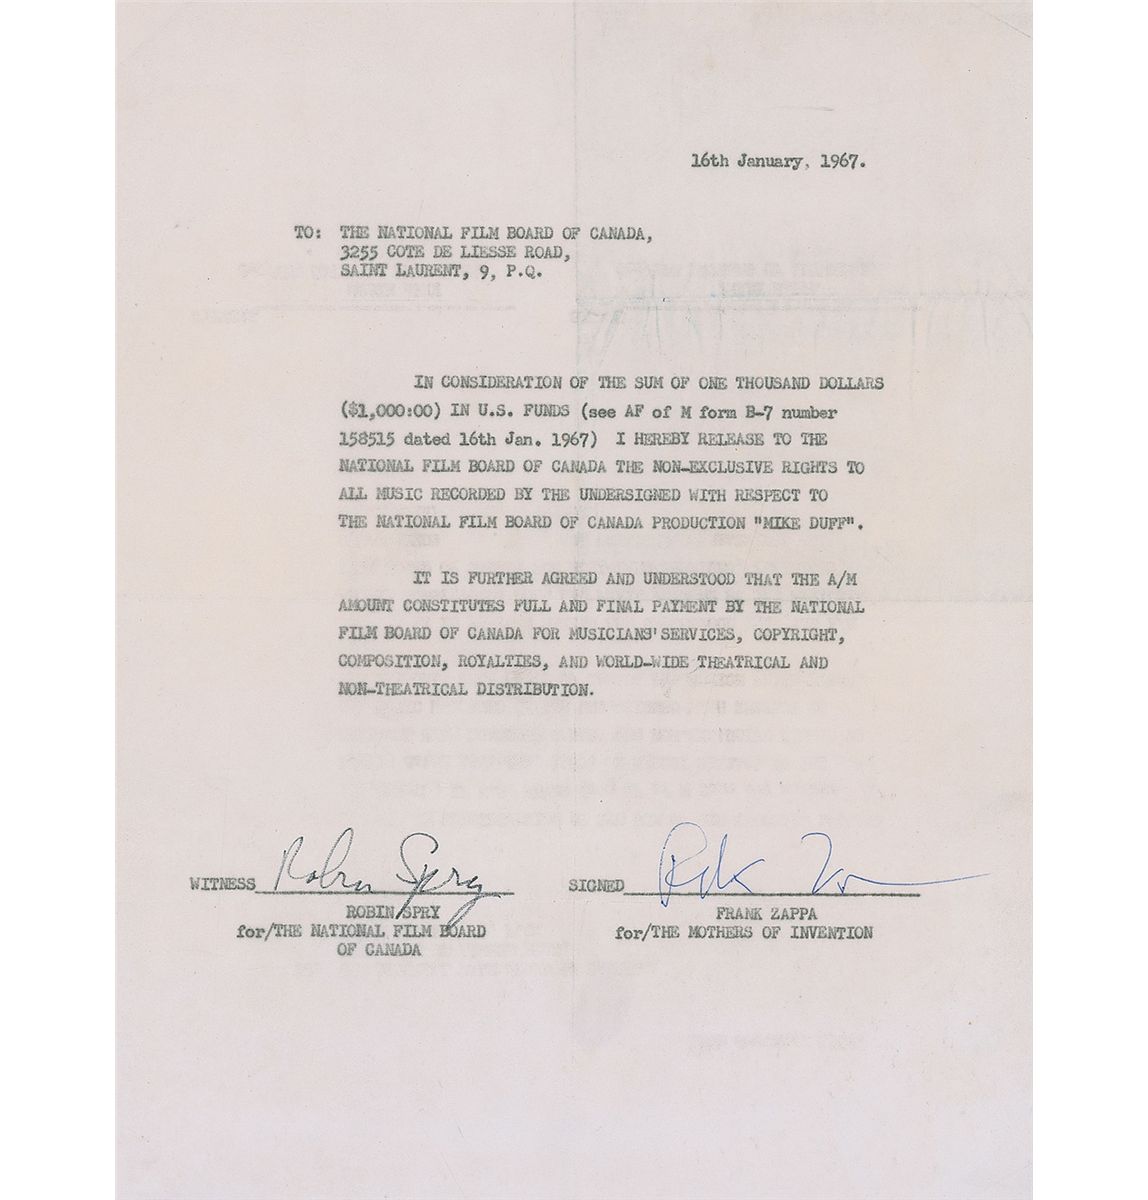 16th January, 1967.
TO: THE NATIONAL FILM BOARD OF CANADA,
3255 COTE DE LIESSE ROAD,
SAINT LAURENT, 9, P.Q.
IN CONSIDERATION OF THE SUM OF ONE THOUSAND DOLLARS
($1,000:00) IN U.S. FUNDS (see AF of M form B-7 number
158515 dated 16th Jan. 1967) I HEREBY RELEASE TO THE
NATIONAL FILM BOARD OF CANADA THE NON-EXCLUSIVE RIGHTS TO
ALL MUSIC RECORDED BY THE UNDERSIGNED WITH RESPECT TO
THE NATIONAL FILM BOARD OF CANADA PRODUCTION "MIKE DUFF".
IT IS FURTHER AGREED AND UNDERSTOOD THAT THE A/M
AMOUNT CONSTITUTES FULL AND FINAL PAYMENT BY THE NATIONAL
FILM BOARD OF CANADA FOR MUSICIANS' SERVICES, COPYRIGHT,
COMPOSITION, ROYALTIES, AND WORLD-WIDE THEATRICAL AND
NON-THEATRICAL DISTRIBUTION.
WITNESS Robin Spry SIGNED
ROBIN SPRY FRANK ZAPPA
for/THE NATIONAL FILM BOARD for/THE MOTHERS OF INVENTION
OF CANADA